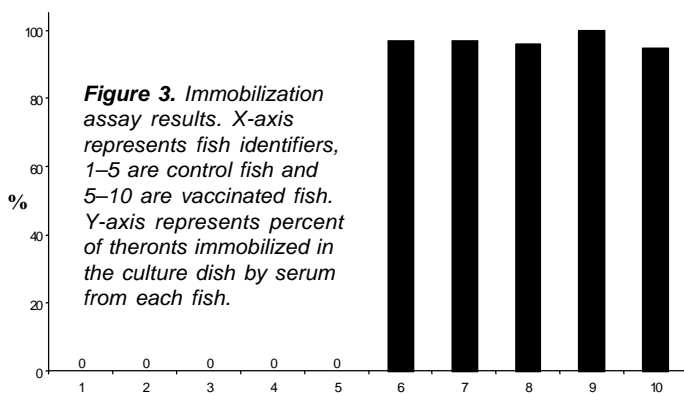 100
80
60
%
40
20
0
Figure 3. Immobilization
assay results. X-axis
represents fish identifiers,
1–5 are control fish and
5–10 are vaccinated fish.
Y-axis represents percent
of theronts immobilized in
the culture dish by serum
from each fish.
0 0 0 0 0
1 2 3 4 5 6 7 8 9 10